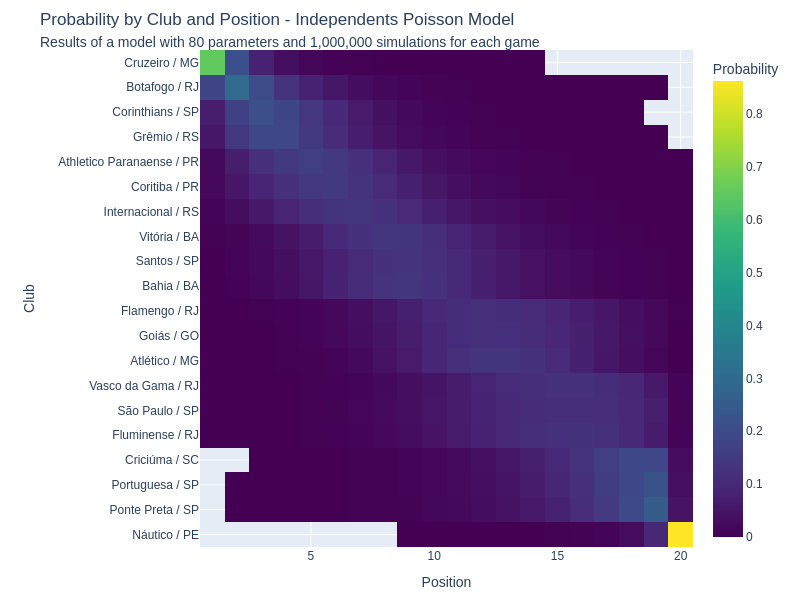 Probability by Club and Position - Independents Poisson Model
Results of a model with 80 parameters and 1,000,000 simulations for each game
Probability
Club
Cruzeiro / MG
Botafogo / RJ
Corinthians / SP
Grêmio / RS
Athletico Paranaense / PR
Coritiba / PR
Internacional / RS
Vitória / BA
Santos / SP
Bahia / BA
Flamengo / RJ
Goiás / GO
Atlético / MG
Vasco da Gama / RJ
São Paulo / SP
Fluminense / RJ
Criciúma / SC
Portuguesa / SP
Ponte Preta / SP
Náutico / PE
0.8
0.7
0.6
0.5
0.4
0.3
0.2
0.1
0
5 10 15 20
Position